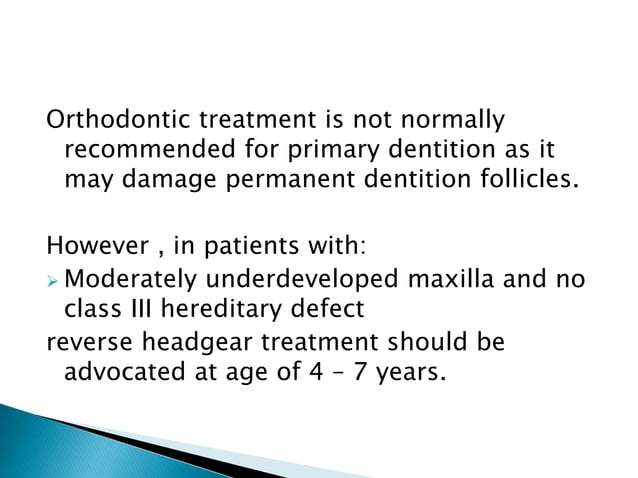 Orthodontic treatment is not normally
recommended for primary dentition as it
may damage permanent dentition follicles.
However , in patients with:
➢ Moderately underdeveloped maxilla and no
class III hereditary defect
reverse headgear treatment should be
advocated at age of 4 – 7 years.